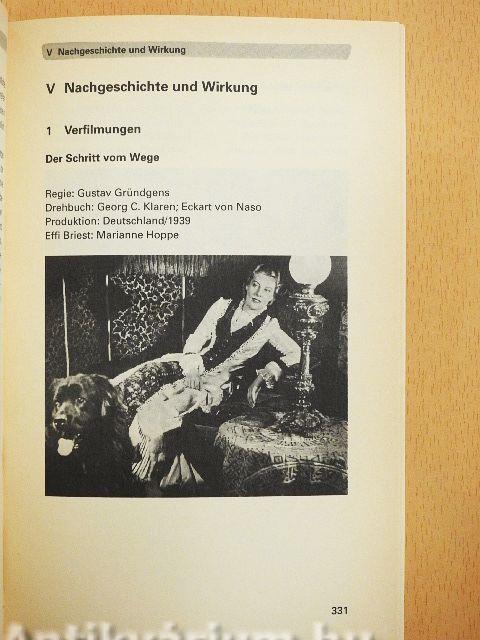 V Nachgeschichte und Wirkung
V Nachgeschichte und Wirkung
1 Verfilmungen
Der Schritt vom Wege
Regie: Gustav Gründgens
Drehbuch: Georg C. Klaren; Eckart von Naso
Produktion: Deutschland/1939
Effi Briest: Marianne Hoppe
331
Antikvárium.hu